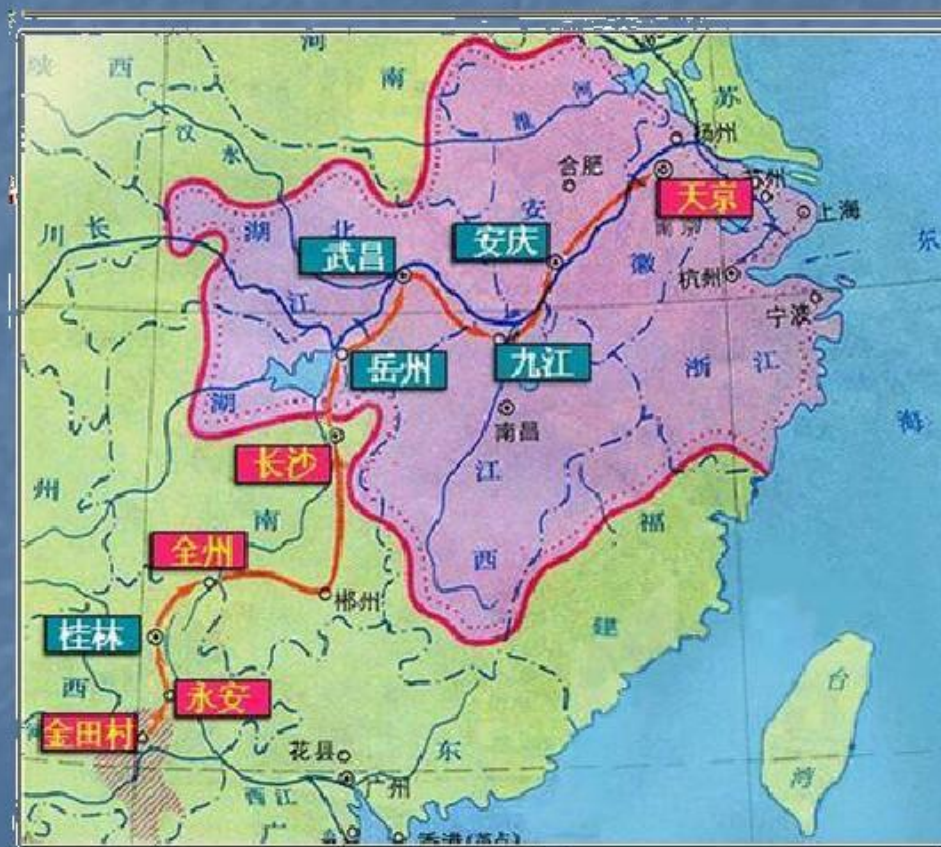 河
南
陕 西
汉
水
淮
河
苏
扬州
合肥
天京
苏州
南京
上海
安
徽
安庆
湖 北
武昌
川 长
江
东
海
杭州
宁波
岳州
九江
浙 江
湖
南
南昌
长沙
江
西
州
福
建
全州
郴州
桂林
西
永安
金田村
花县
东
广州
西江
广
台
湾